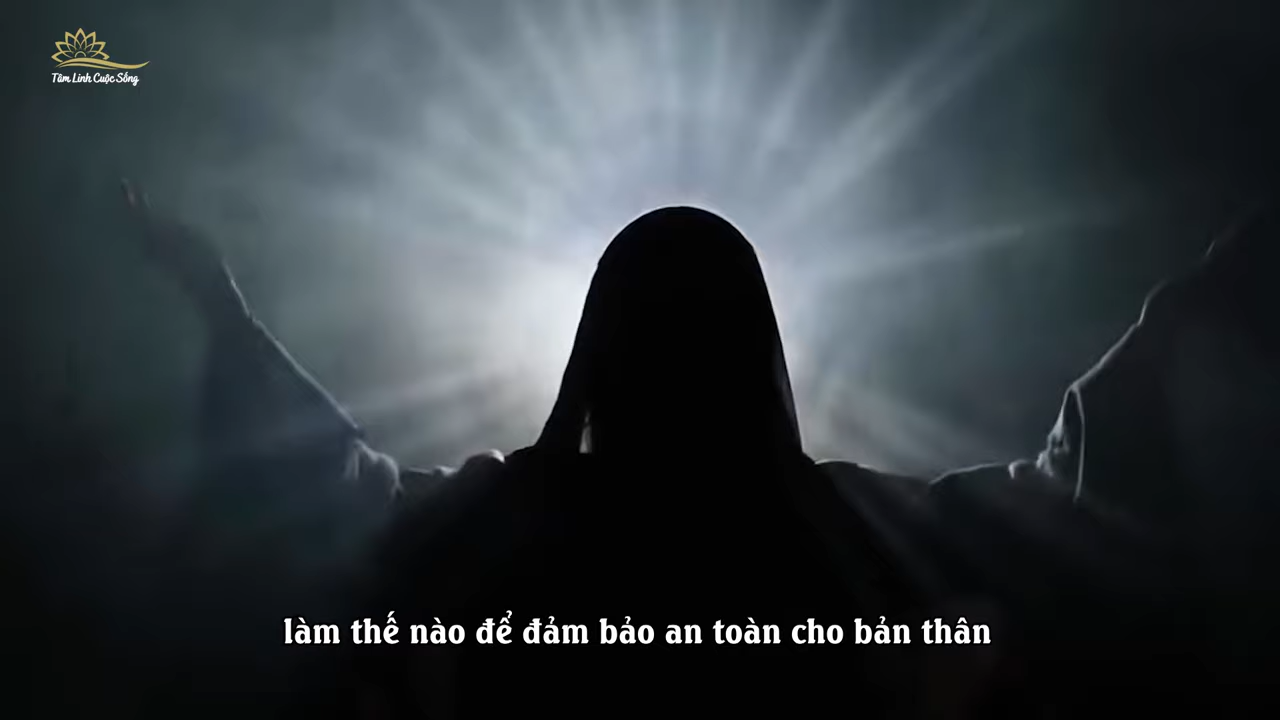 Tâm Linh Cuộc Sống
làm thế nào để đảm bảo an toàn cho bản thân